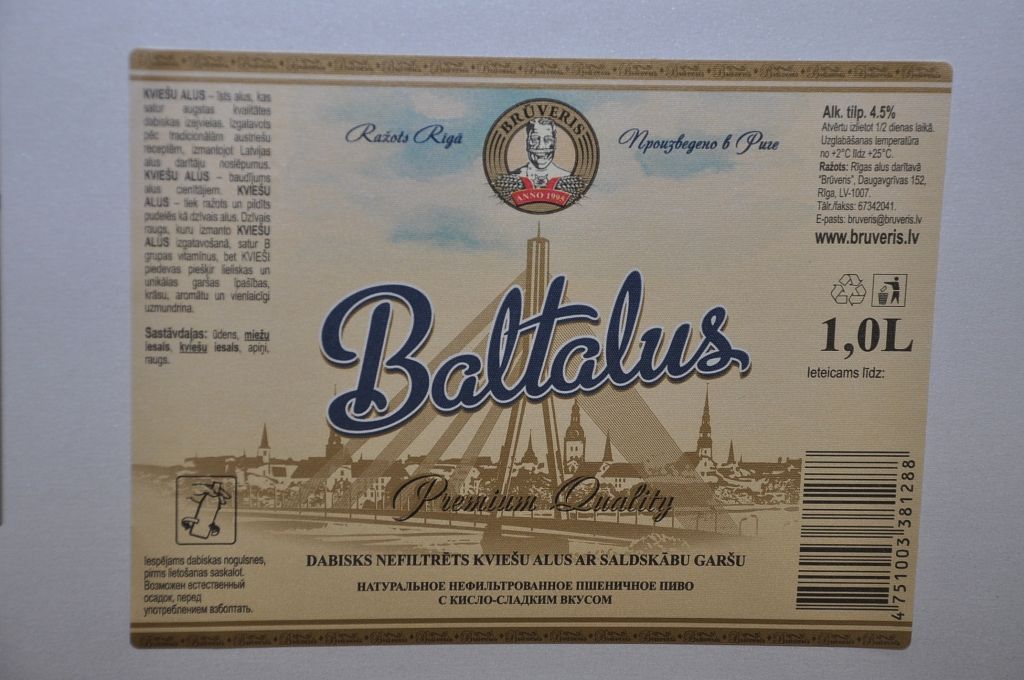 KVIEŠU ALUS – īsts alus, kas
satur augstas kvalitātes
dabiskas izejvielas. Izgatavots
pēc tradicionālām austriešu
receptēm, izmantojot Latvijas
alus darītāju noslēpumus.
KVIEŠU ALUS – baudījums
alus cienītājiem. KVIEŠU
ALUS – tiek ražots un pildīts
pudelēs kā dzīvais alus. Dzīvais
raugs, kuru izmanto KVIEŠU
ALUS izgatavošanā, satur B
grupas vitamīnus, bet KVIEŠI
piedevas piešķir lieliskas un
unikālas garšas īpašības,
krāsu, aromātu un vienlaicīgi
uzmundrina.
Sastāvdaļas: ūdens, miežu
iesals, kviešu iesals, apiņi,
raugs.
Iespējams dabiskas nogulsnes,
pirms lietošanas saskalot.
Возможен естественный
осадок, перед
употреблением взболтать.
Ražots Rīgā
BRŪVERIS
ANNO 1995
Произведено в Риге
Baltalus
Premium Quality
DABISKS NEFILTRĒTS KVIEŠU ALUS AR SALDSKĀBU GARŠU
НАТУРАЛЬНОЕ НЕФИЛЬТРОВАННОЕ ПШЕНИЧНОЕ ПИВО
С КИСЛО-СЛАДКИМ ВКУСОМ
Alk. tilp. 4.5%
Atvērtu izlietot 1/2 dienas laikā.
Uzglabāšanas temperatūra
no +2°C līdz +25°C.
Ražots: Rīgas alus darītavā
"Brūveris", Daugavgrīvas 152,
Rīga, LV-1007.
Tālr./fakss: 67342041.
E-pasts: bruveris@bruveris.lv
www.bruveris.lv
1,0L
Ieteicams līdz:
4 751003 381288